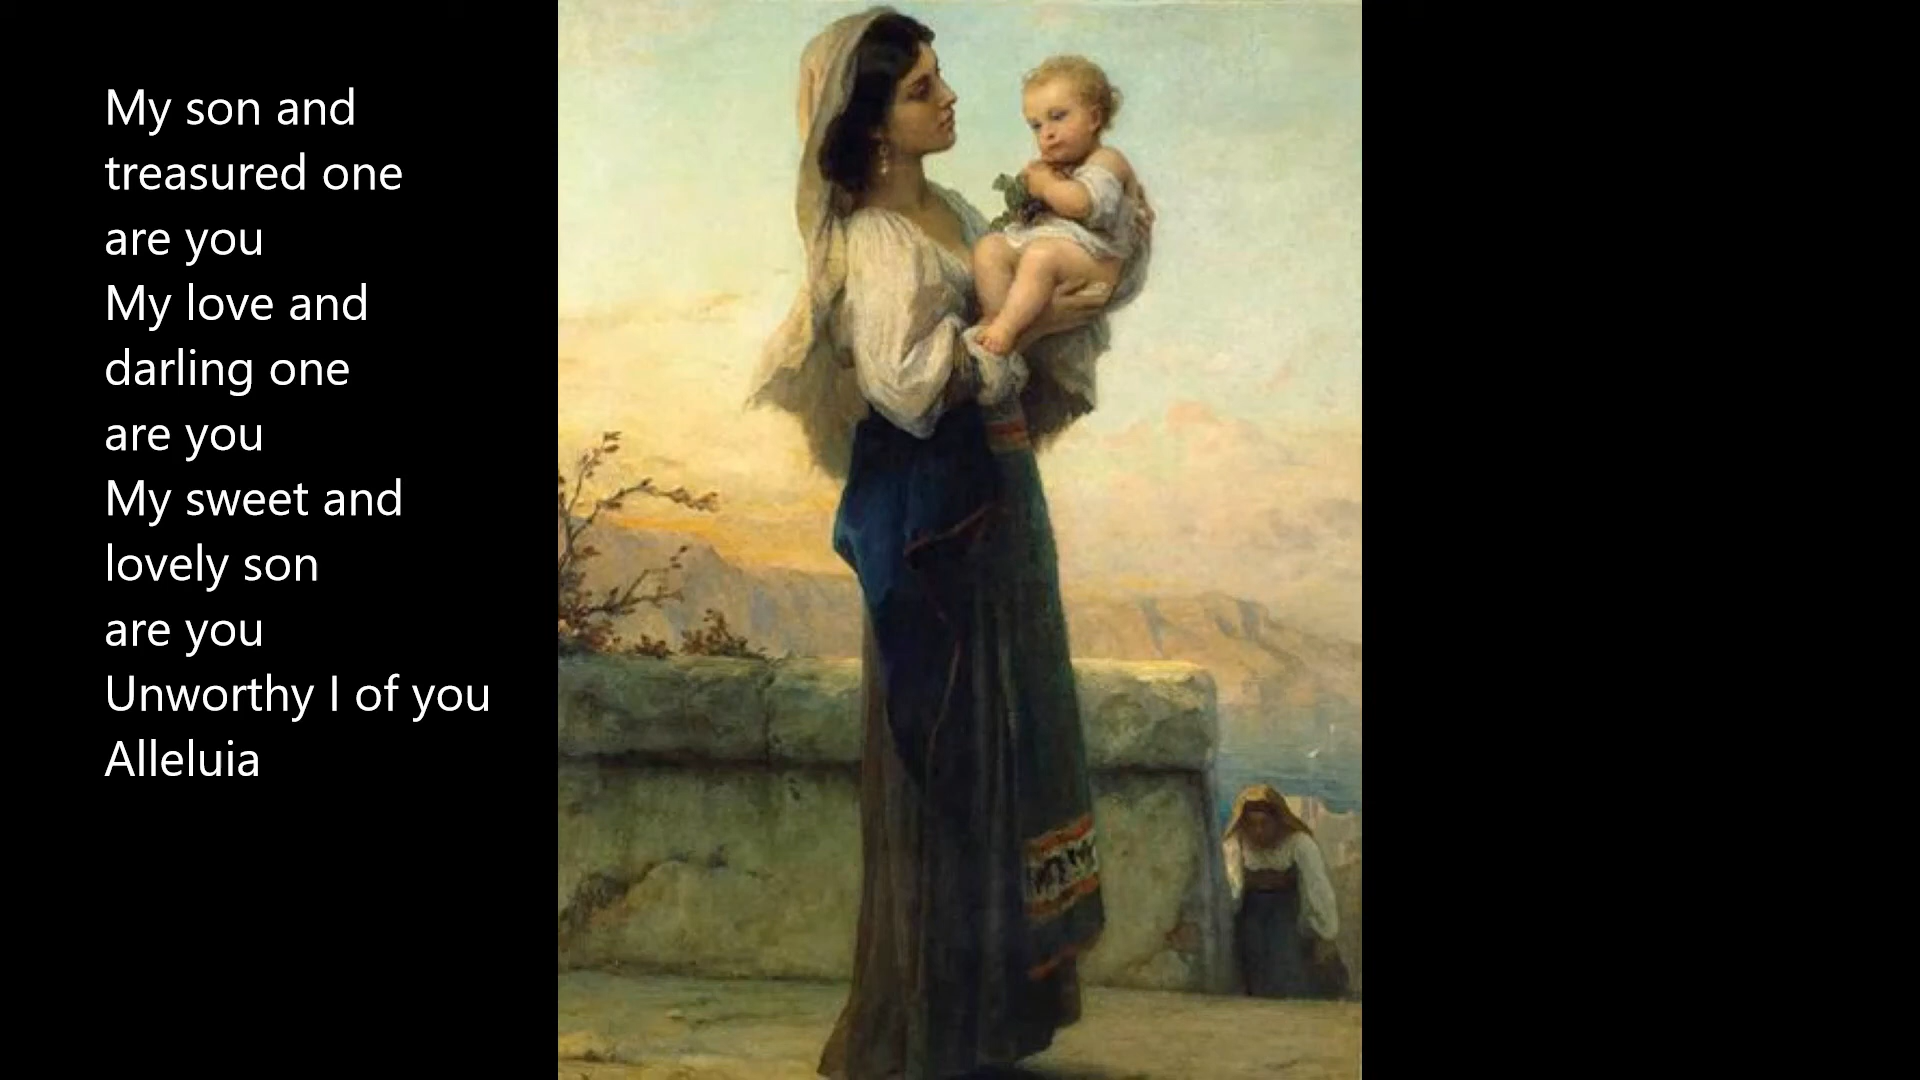 My son and
treasured one
are you
My love and
darling one
are you
My sweet and
lovely son
are you
Unworthy I of you
Alleluia